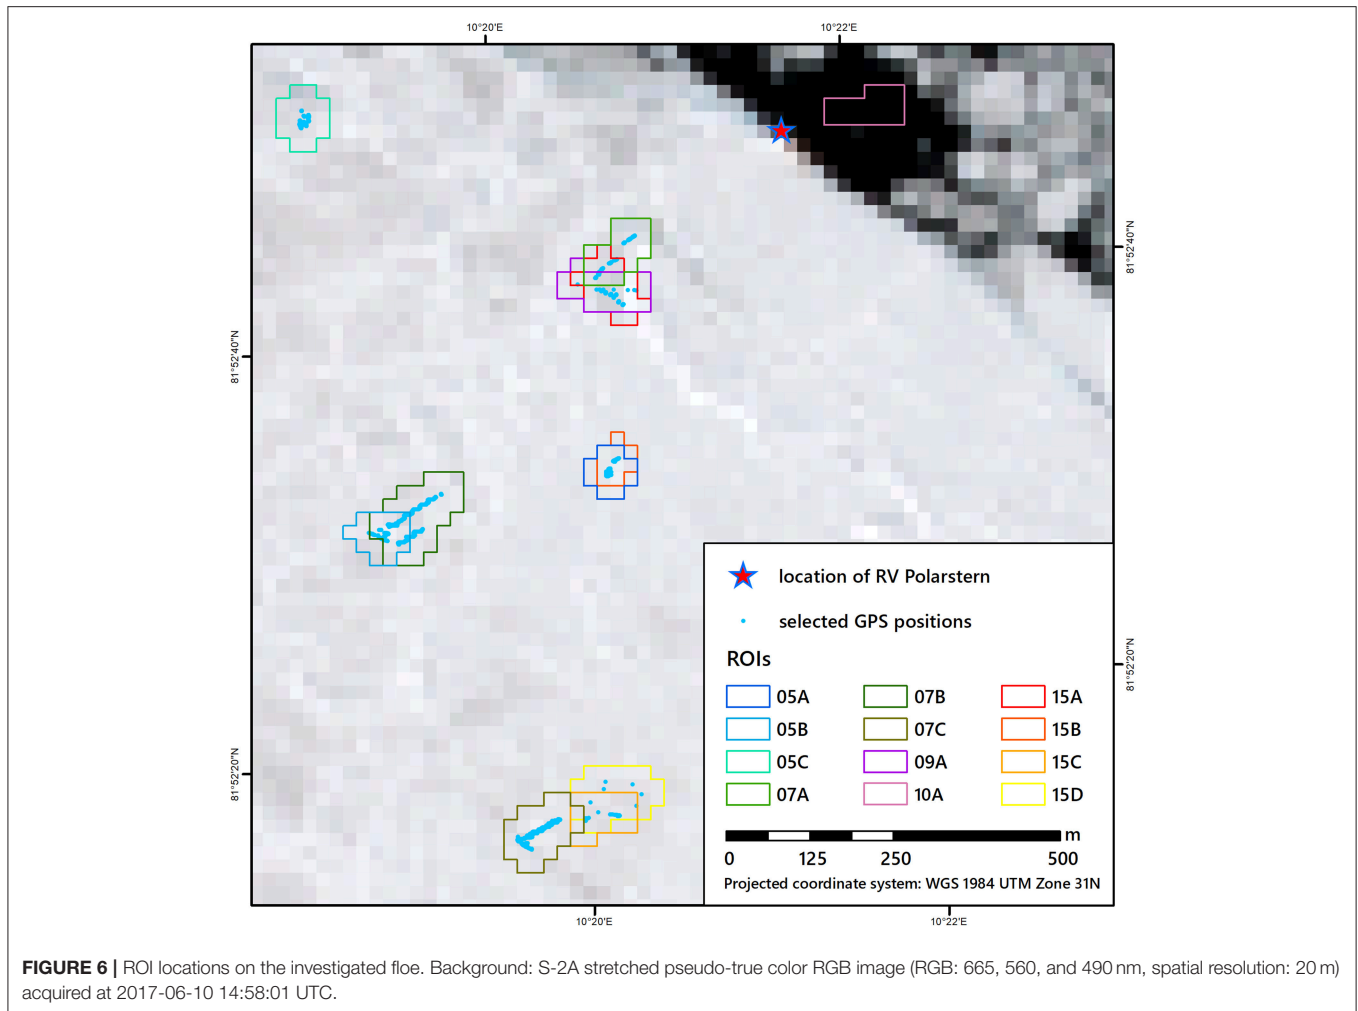 10°20'E
10°22'E
81°52'40"N
81°52'40"N
81°52'20"N
81°52'20"N
location of RV Polarstern
selected GPS positions
ROIs
05A 07B 15A
05B 07C 15B
05C 09A 15C
07A 10A 15D
m
0 125 250 500
Projected coordinate system: WGS 1984 UTM Zone 31N
10°20'E
10°22'E
FIGURE 6 | ROI locations on the investigated floe. Background: S-2A stretched pseudo-true color RGB image (RGB: 665, 560, and 490 nm, spatial resolution: 20 m)
acquired at 2017-06-10 14:58:01 UTC.